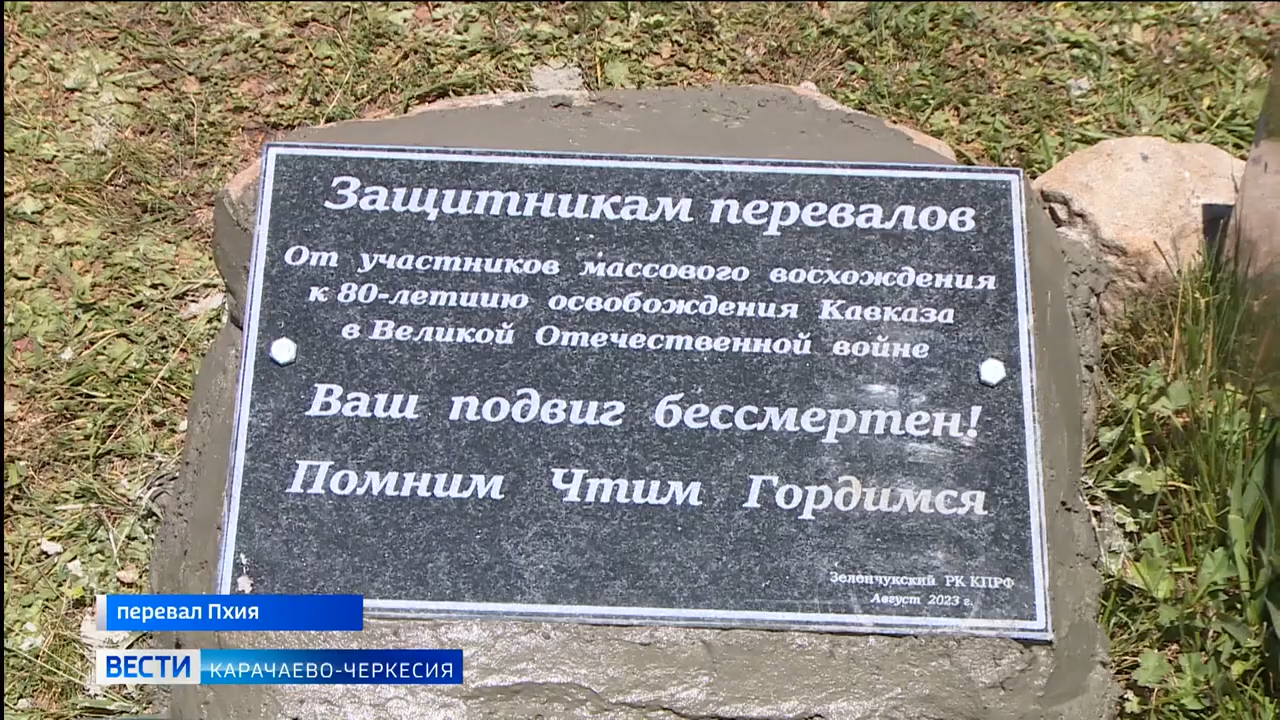 Защитникам перевалов
От участников массового восхождения
к 80-летиию освобождения Кавказа
в Великой Отечественной войне
Ваш подвиг бессмертен!
Помним Чтим Гордимся
Зеленчукский РК КПРФ
Август 2023 г.
перевал Пхия
ВЕСТИ КАРАЧАЕВО-ЧЕРКЕСИЯ